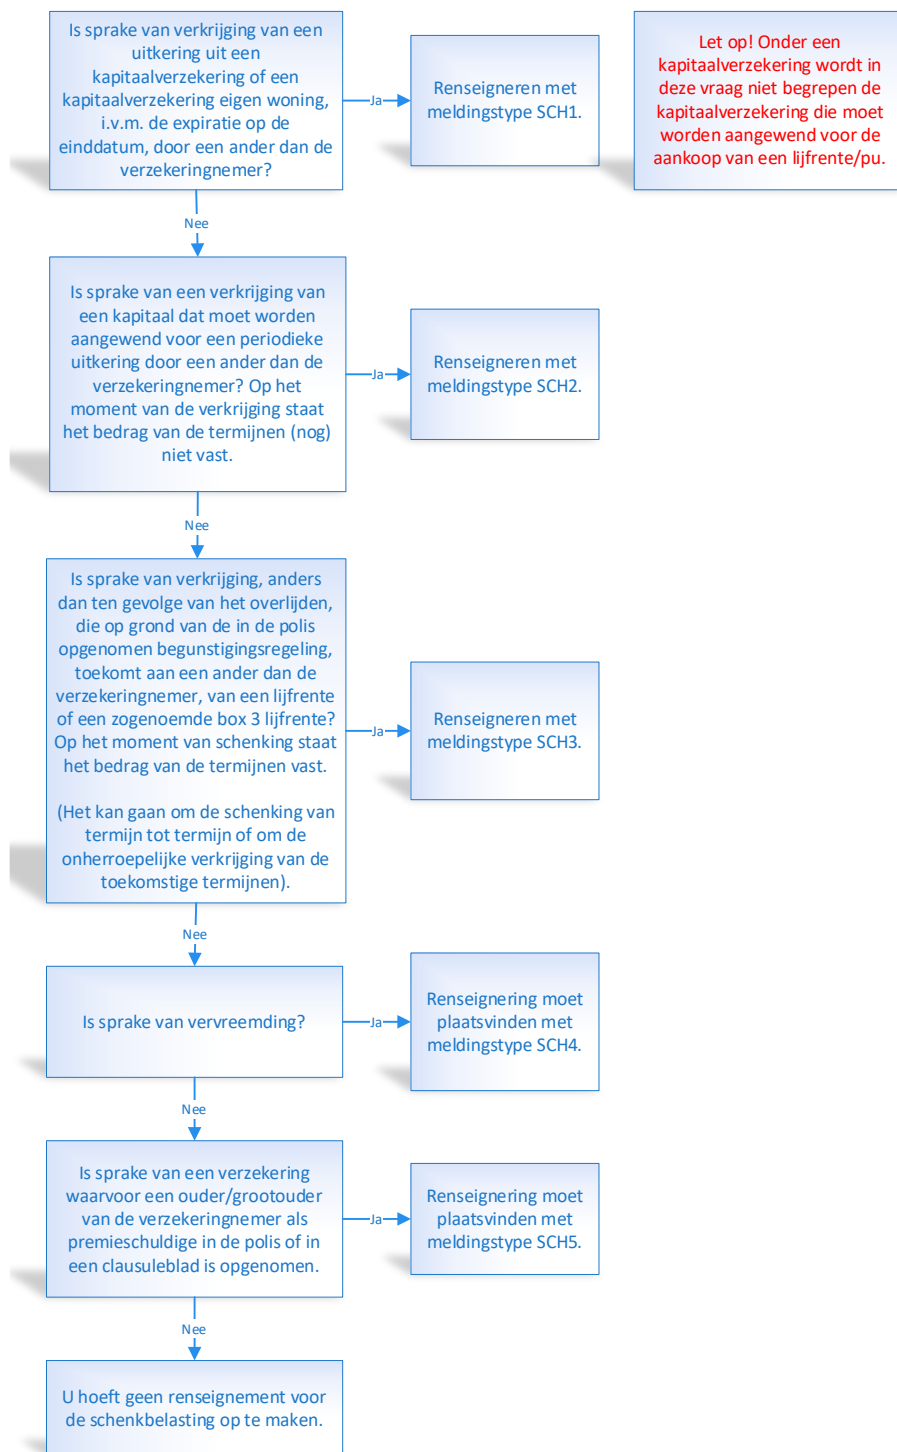 Is sprake van verkrijging van een
uitkering uit een
kapitaalverzekering of een
kapitaalverzekering eigen woning,
i.v.m. de expiratie op de
einddatum, door een ander dan de
verzekeringnemer?
Ja
Renseigneren met
meldingstype SCH1.
Let op! Onder een
kapitaalverzekering wordt in
deze vraag niet begrepen de
kapitaalverzekering die moet
worden aangewend voor de
aankoop van een lijfrente/pu.
Nee
Is sprake van een verkrijging van
een kapitaal dat moet worden
aangewend voor een periodieke
uitkering door een ander dan de
verzekeringnemer? Op het
moment van de verkrijging staat
het bedrag van de termijnen (nog)
niet vast.
Ja
Renseigneren met
meldingstype SCH2.
Nee
Is sprake van verkrijging, anders
dan ten gevolge van het overlijden,
die op grond van de in de polis
opgenomen begunstigingsregeling,
toekomt aan een ander dan de
verzekeringnemer, van een lijfrente
of een zogenoemde box 3 lijfrente?
Op het moment van schenking staat
het bedrag van de termijnen vast.
(Het kan gaan om de schenking van
termijn tot termijn of om de
onherroepelijke verkrijging van de
toekomstige termijnen).
Ja
Renseigneren met
meldingstype SCH3.
Nee
Is sprake van vervreemding?
Ja
Renseignering moet
plaatsvinden met
meldingstype SCH4.
Nee
Is sprake van een verzekering
waarvoor een ouder/grootouder
van de verzekeringnemer als
premieschuldige in de polis of in
een clausuleblad is opgenomen.
Ja
Renseignering moet
plaatsvinden met
meldingstype SCH5.
Nee
U hoeft geen renseignement voor
de schenkbelasting op te maken.